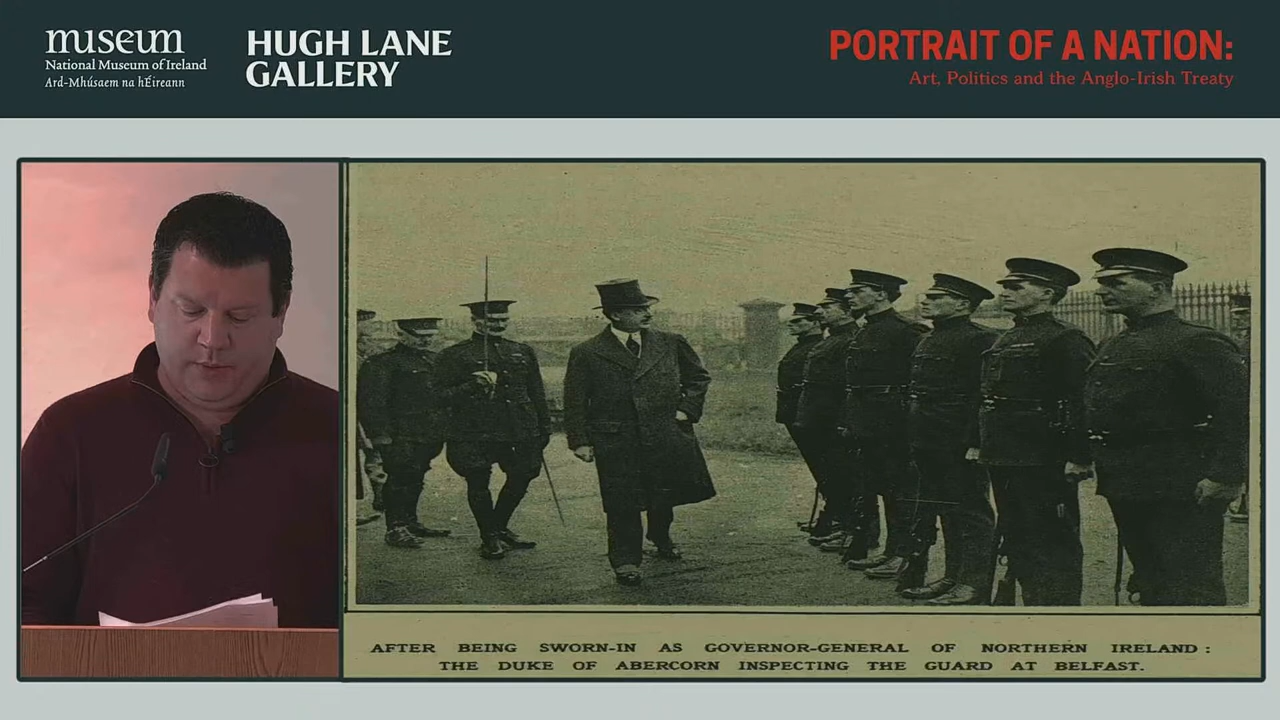 museum
National Museum of Ireland
Ard-Mhúsaem na hÉireann
HUGH LANE
GALLERY
PORTRAIT OF A NATION:
Art, Politics and the Anglo-Irish Treaty
AFTER BEING SWORN-IN AS GOVERNOR-GENERAL OF NORTHERN IRELAND :
THE DUKE OF ABERCORN INSPECTING THE GUARD AT BELFAST.